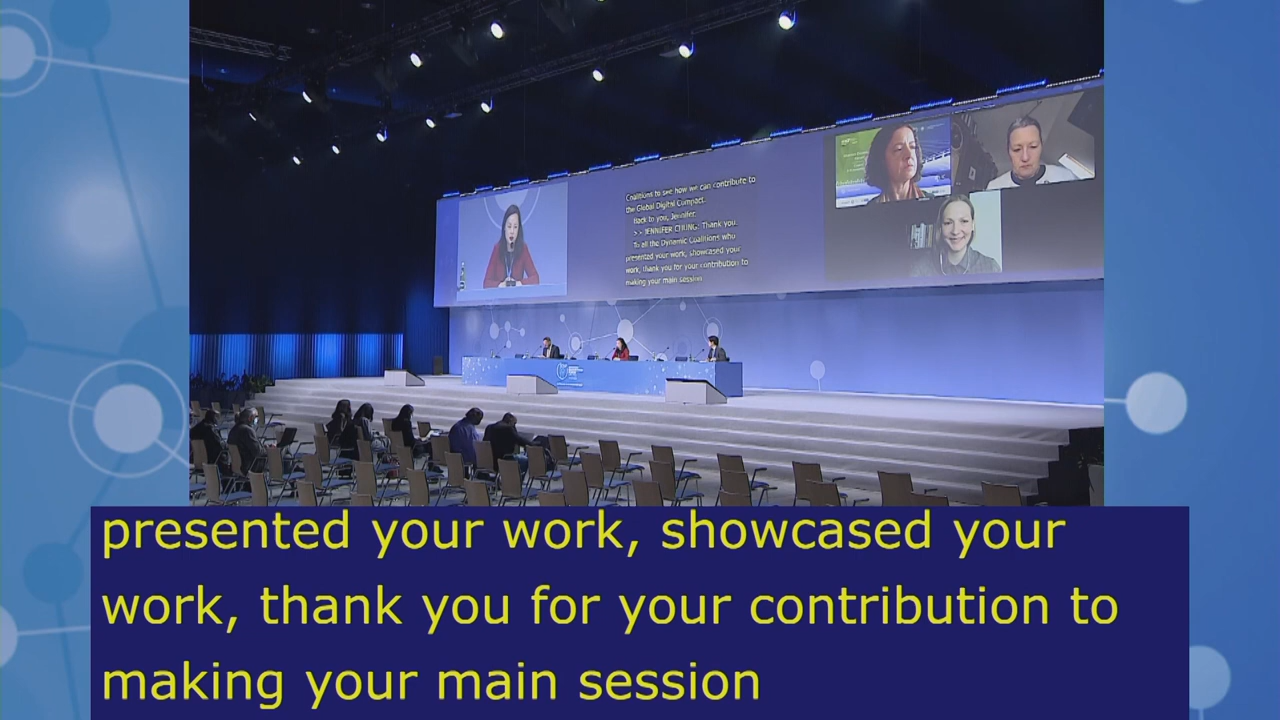 Coalitions to see how we can contribute to
the Global Digital Compact.
Back to you, Jennifer.
>> JENNIFER CHUNG: Thank you.
To all the Dynamic Coalitions who
presented your work, showcased your
work, thank you for your contribution to
making your main session
presented your work, showcased your
work, thank you for your contribution to
making your main session